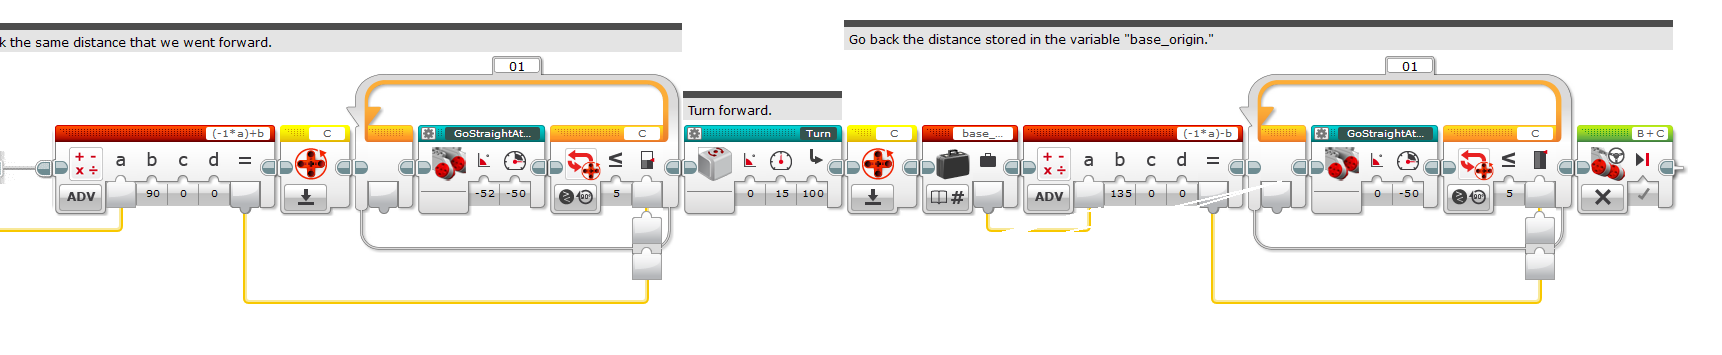 k the same distance that we went forward.
Go back the distance stored in the variable "base_origin."
01
01
Turn forward.
(-1*a)+b
C
GoStraightAt...
C
Turn
C
base_...
(-1*a)-b
GoStraightAt...
C
B+C
a b c d =
≤
≤
a b c d =
ADV 90 0 0
-52 -50
5
0 15 100
#
ADV 135 0 0
0 -50
5